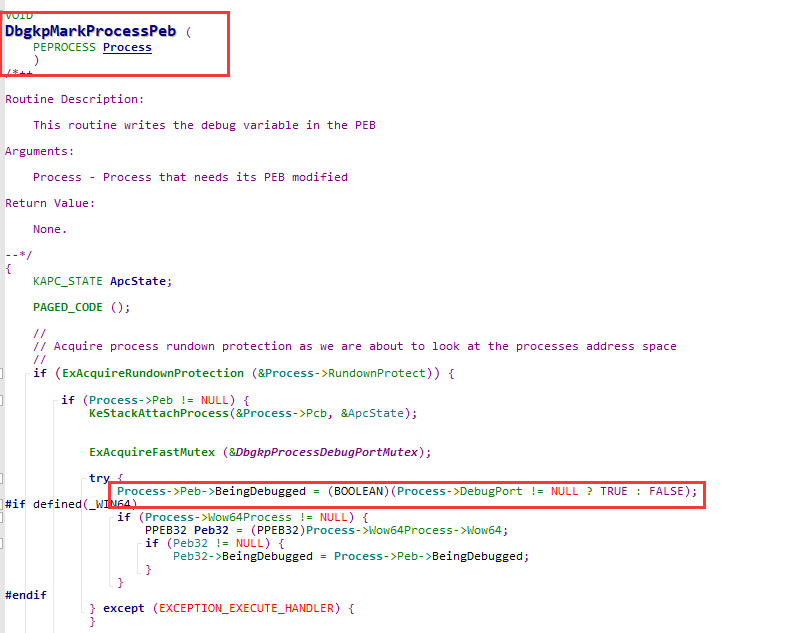 VOID
DbgkpMarkProcessPeb (
    PEPROCESS Process
    )
/*++

Routine Description:

    This routine writes the debug variable in the PEB

Arguments:

    Process - Process that needs its PEB modified

Return Value:

    None.

--*/
{
    KAPC_STATE ApcState;

    PAGED_CODE ();

    //
    // Acquire process rundown protection as we are about to look at the processes address space
    //
    if (ExAcquireRundownProtection (&Process->RundownProtect)) {

        if (Process->Peb != NULL) {
            KeStackAttachProcess(&Process->Pcb, &ApcState);

            ExAcquireFastMutex (&DbgkpProcessDebugPortMutex);

            try {
                Process->Peb->BeingDebugged = (BOOLEAN)(Process->DebugPort != NULL ? TRUE : FALSE);
#if defined(_WIN64)
                if (Process->Wow64Process != NULL) {
                    PPEB32 Peb32 = (PPEB32)Process->Wow64Process->Wow64;
                    if (Peb32 != NULL) {
                        Peb32->BeingDebugged = Process->Peb->BeingDebugged;
                    }
                }
#endif
            } except (EXCEPTION_EXECUTE_HANDLER) {
            }